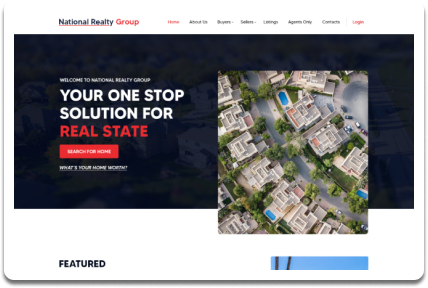 National Realty Group
Home About Us Buyers Sellers Listings Agents Only Contacts Login
WELCOME TO NATIONAL REALTY GROUP
YOUR ONE STOP
SOLUTION FOR
REAL STATE
SEARCH FOR HOME
WHAT'S YOUR HOME WORTH?
FEATURED